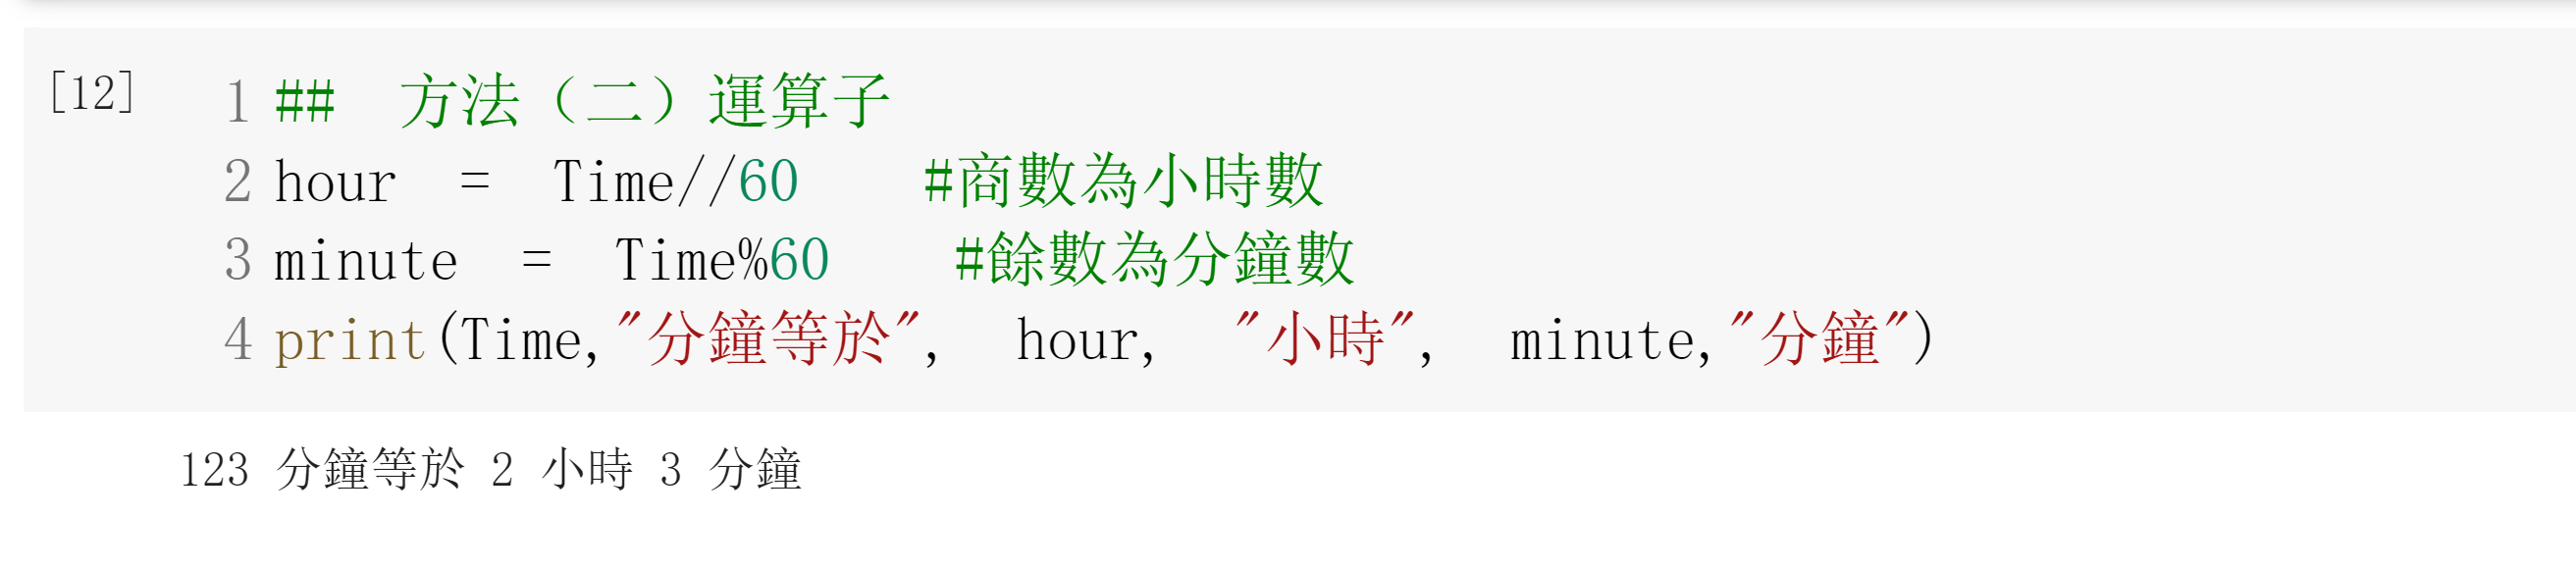 [12] 1 ## 方法（二）運算子
2 hour = Time//60 #商數為小時數
3 minute = Time%60 #餘數為分鐘數
4 print(Time,"分鐘等於", hour, "小時", minute,"分鐘")
123 分鐘等於 2 小時 3 分鐘